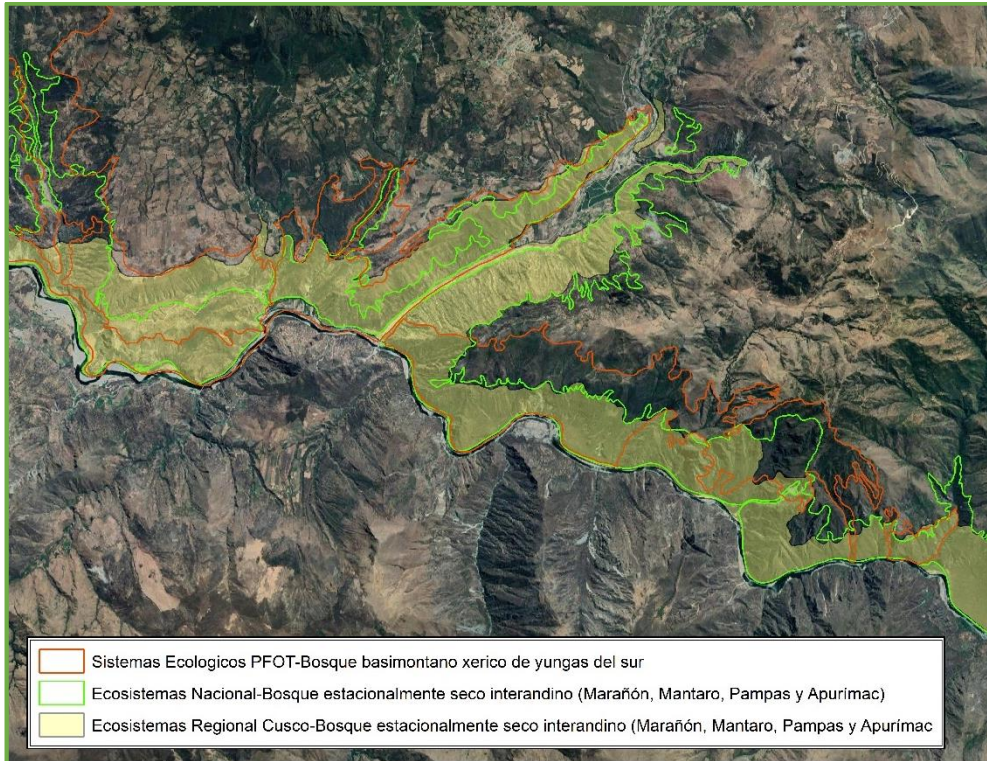 Sistemas Ecologicos PFOT-Bosque basimontano xerico de yungas del sur
Ecosistemas Nacional-Bosque estacionalmente seco interandino (Marañón, Mantaro, Pampas y Apurímac)
Ecosistemas Regional Cusco-Bosque estacionalmente seco interandino (Marañón, Mantaro, Pampas y Apurímac